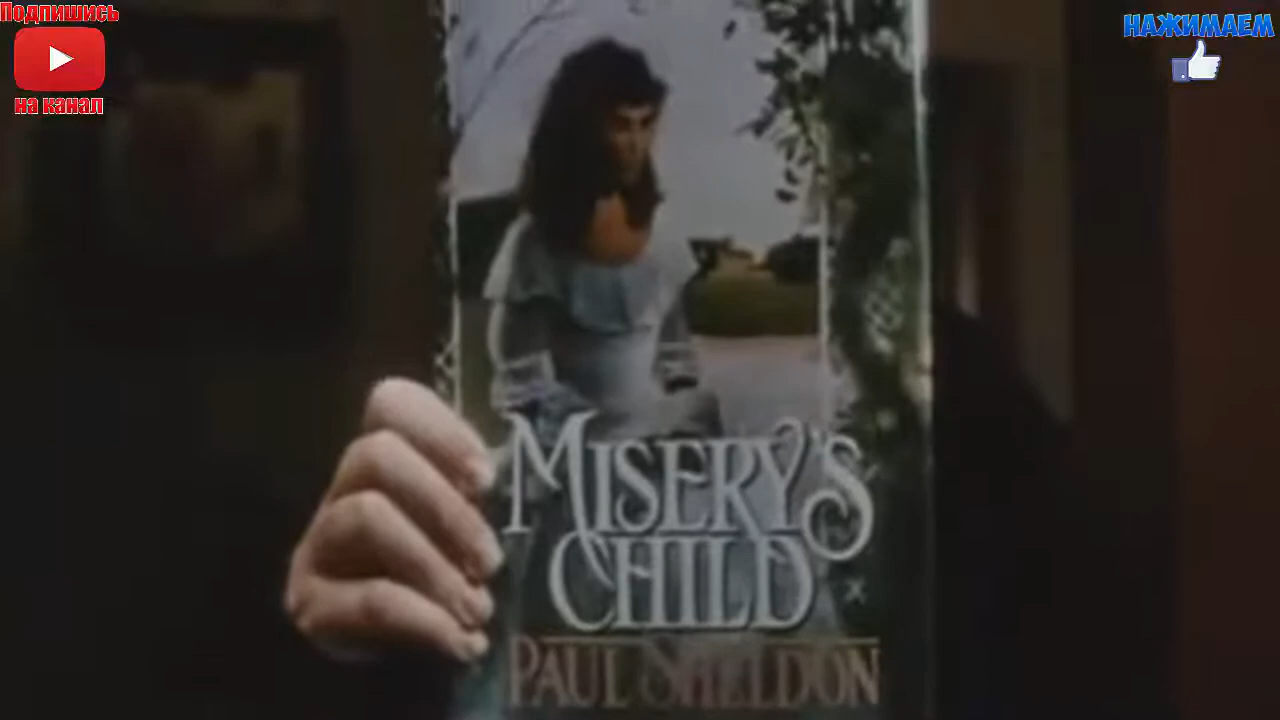 Подпишись
на канал
НАЖИМАЕМ
MISERY'S
CHILD
PAUL SHELDON